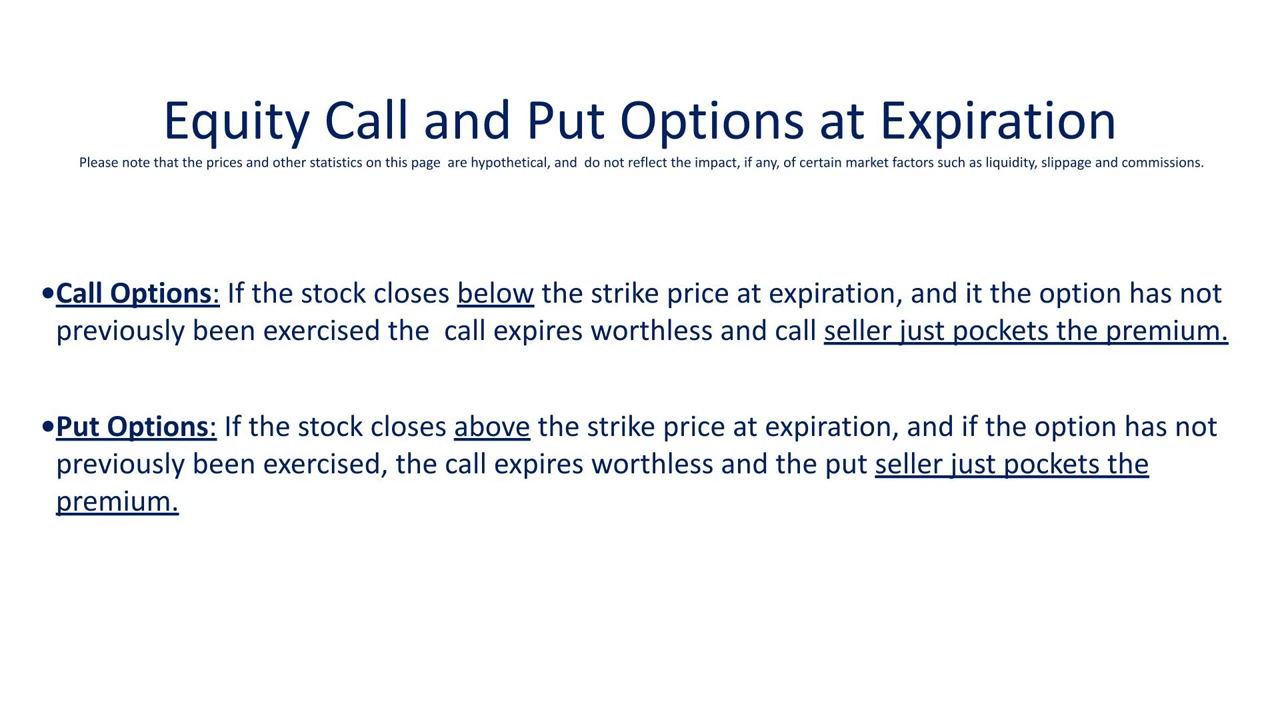 Equity Call and Put Options at Expiration
Please note that the prices and other statistics on this page  are hypothetical, and  do not reflect the impact, if any, of certain market factors such as liquidity, slippage and commissions.
•Call Options: If the stock closes below the strike price at expiration, and it the option has not
previously been exercised the  call expires worthless and call seller just pockets the premium.
•Put Options: If the stock closes above the strike price at expiration, and if the option has not
previously been exercised, the call expires worthless and the put seller just pockets the
premium.